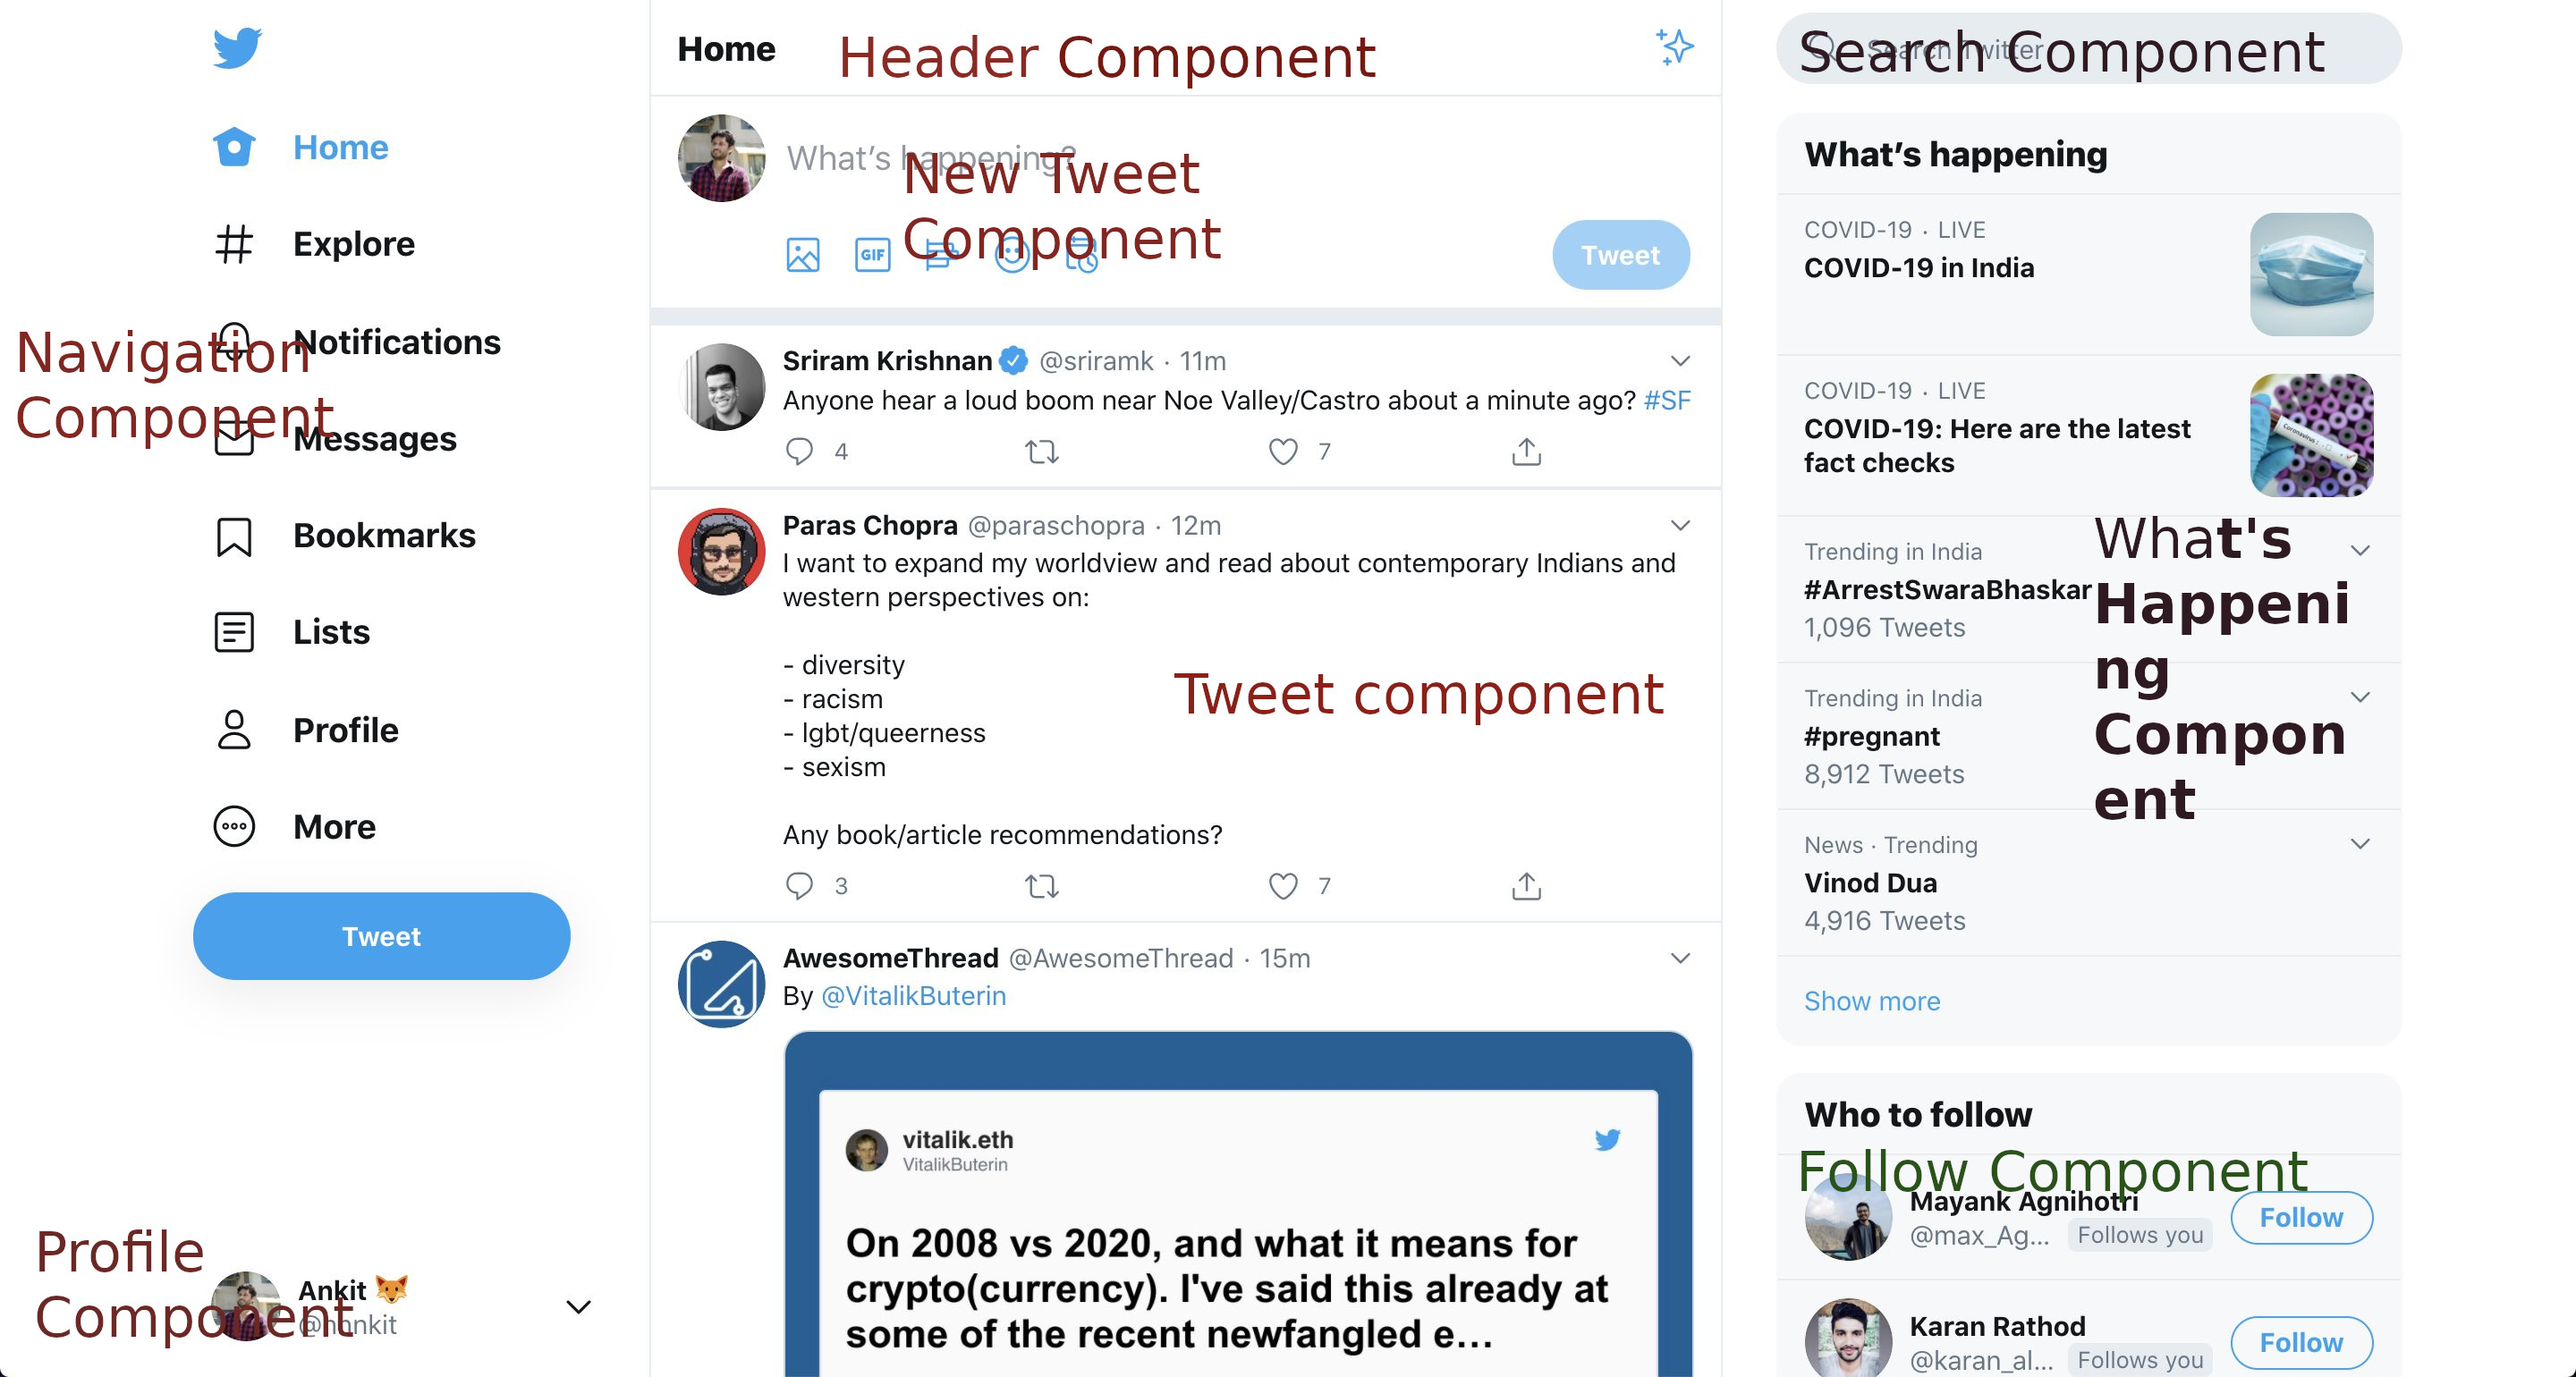 Home
Explore
Notifications
Messages
Bookmarks
Lists
Profile
More
Tweet
Navigation
Component
Profile
Component
Ankit 🦊
Home
Header Component
What’s happening?
New Tweet
Component
GIF
Tweet
Sriram Krishnan @sriramk · 11m
Anyone hear a loud boom near Noe Valley/Castro about a minute ago? #SF
4 7
Paras Chopra @paraschopra · 12m
I want to expand my worldview and read about contemporary Indians and
western perspectives on:
- diversity
- racism
- lgbt/queerness
- sexism
Any book/article recommendations?
3 7
Tweet component
AwesomeThread @AwesomeThread · 15m
By @VitalikButerin
vitalik.eth
VitalikButerin
On 2008 vs 2020, and what it means for
crypto(currency). I've said this already at
some of the recent newfangled e...
Search Twitter
Search Component
What’s happening
COVID-19 · LIVE
COVID-19 in India
COVID-19 · LIVE
COVID-19: Here are the latest
fact checks
Trending in India
#ArrestSwaraBhaskar
1,096 Tweets
Trending in India
#pregnant
8,912 Tweets
News · Trending
Vinod Dua
4,916 Tweets
Show more
What's
Happeni
ng
Compon
ent
Who to follow
Follow Component
Mayank Agnihotri
@max_Ag... Follows you
Follow
Karan Rathod
@karan_al... Follows you
Follow